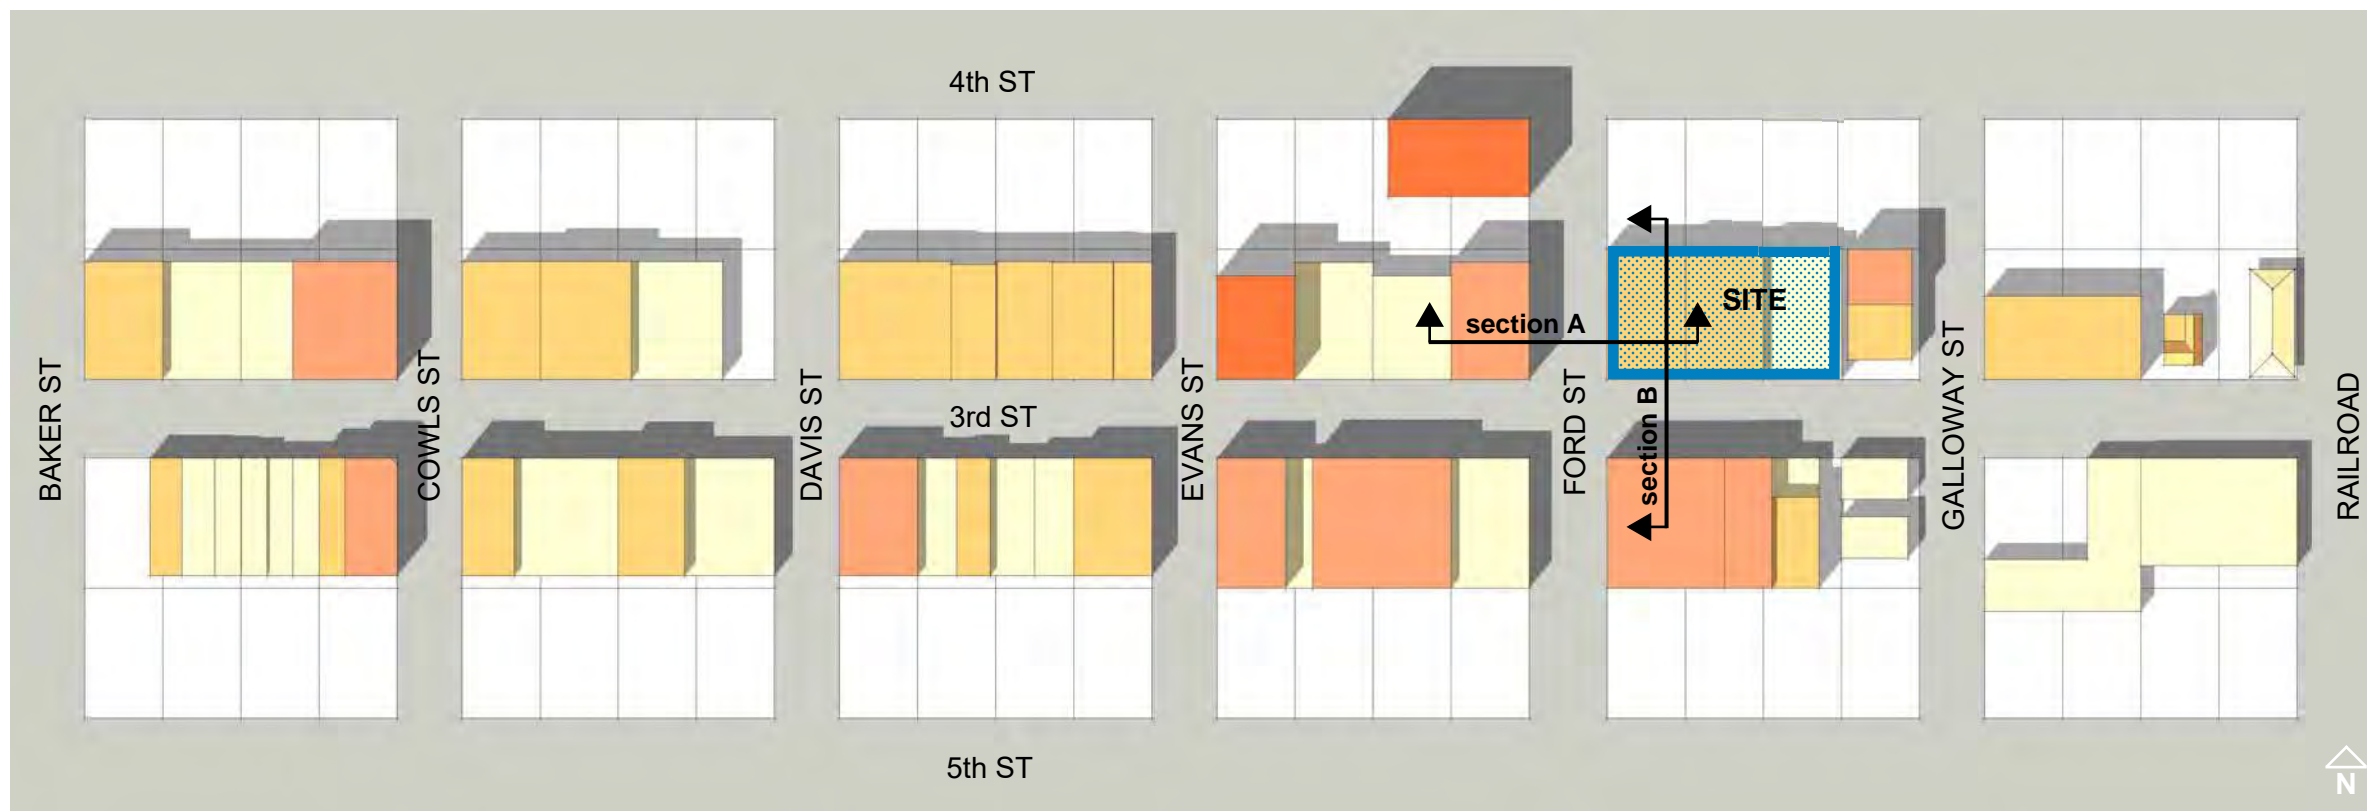 4th ST
SITE
section A
3rd ST
section B
BAKER ST
COWLS ST
DAVIS ST
EVANS ST
FORD ST
GALLOWAY ST
RAILROAD
5th ST
N